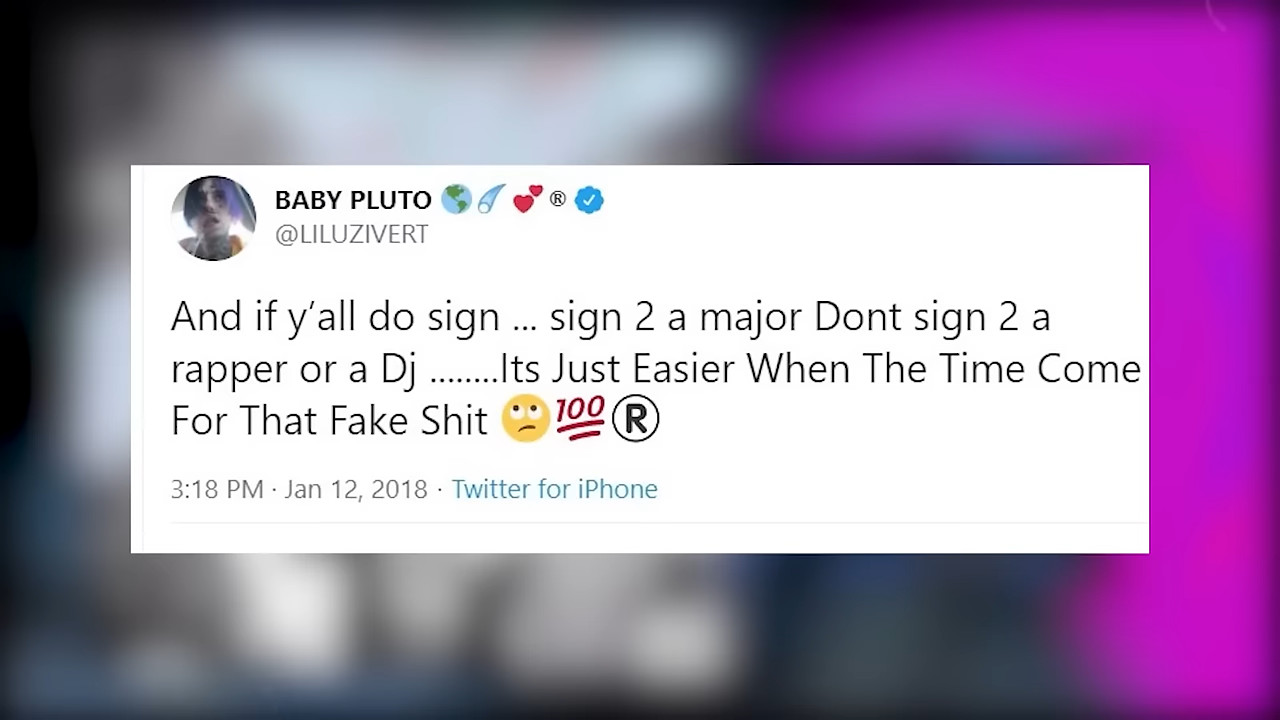 BABY PLUTO 🌎☄️💕® 
@LILUZIVERT
And if y’all do sign ... sign 2 a major Dont sign 2 a
rapper or a Dj ........Its Just Easier When The Time Come
For That Fake Shit 🙄💯®
3:18 PM · Jan 12, 2018 · Twitter for iPhone